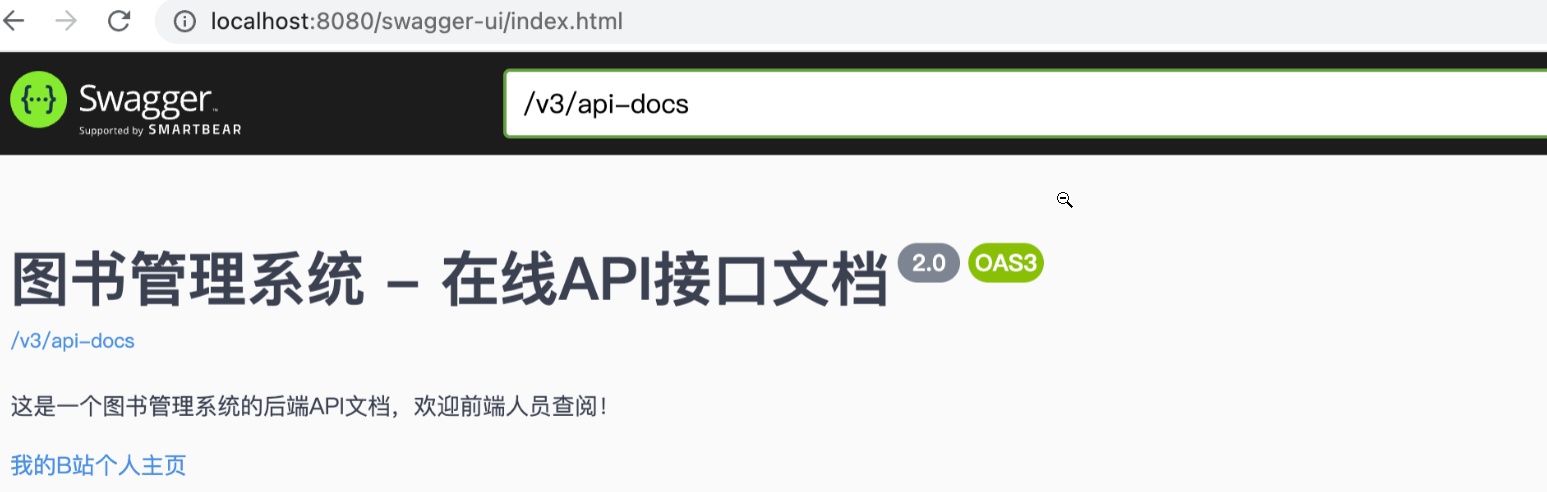 localhost:8080/swagger-ui/index.html
{···} Swagger™
Supported by SMARTBEAR
/v3/api-docs
图书管理系统 - 在线API接口文档 2.0 OAS3
/v3/api-docs
这是一个图书管理系统的后端API文档，欢迎前端人员查阅！
我的B站个人主页